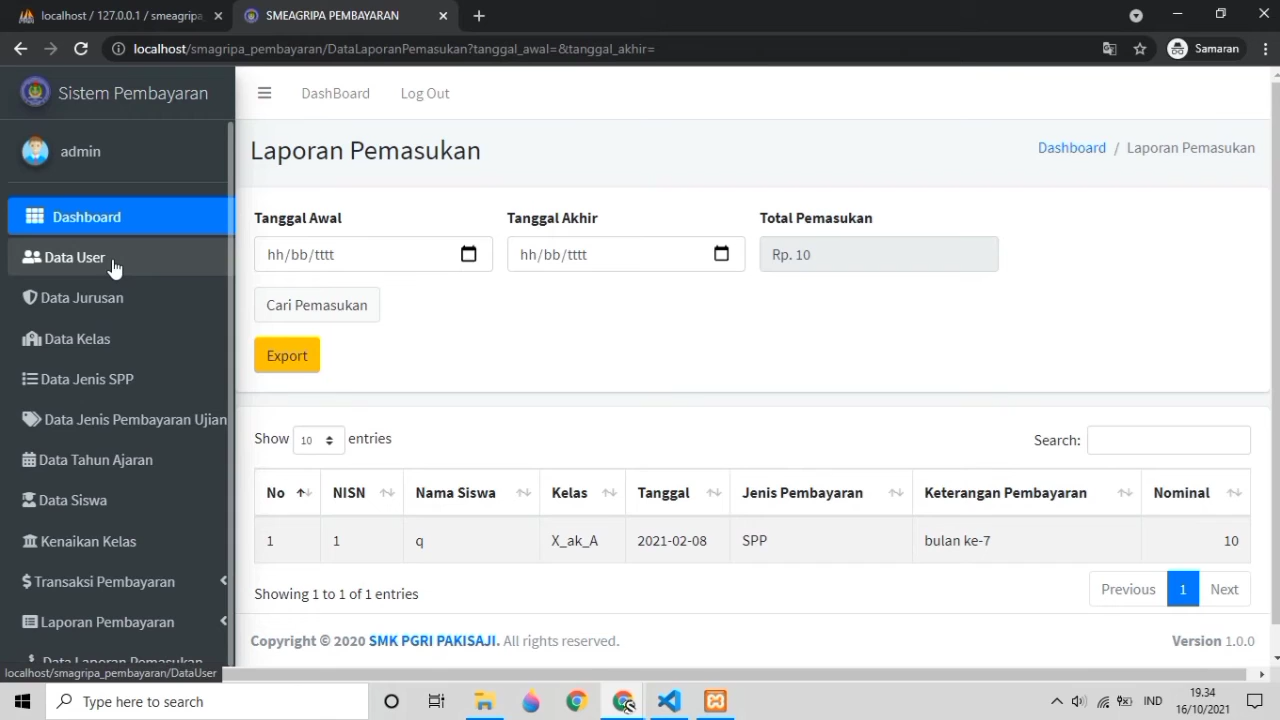 localhost / 127.0.0.1 / smeagripa_
SMEAGRIPA PEMBAYARAN
localhost/smagripa_pembayaran/DataLaporanPemasukan?tanggal_awal=&tanggal_akhir=
Samaran
Sistem Pembayaran
DashBoard
Log Out
admin
Laporan Pemasukan
Dashboard / Laporan Pemasukan
Dashboard
Data User
Data Jurusan
Data Kelas
Data Jenis SPP
Data Jenis Pembayaran Ujian
Data Tahun Ajaran
Data Siswa
Kenaikan Kelas
Transaksi Pembayaran
Laporan Pembayaran
Data Laporan Pemasukan
Tanggal Awal
Tanggal Akhir
Total Pemasukan
hh/bb/tttt
hh/bb/tttt
Rp. 10
Cari Pemasukan
Export
Show 10 entries
Search:
No NISN Nama Siswa Kelas Tanggal Jenis Pembayaran Keterangan Pembayaran Nominal
1 1 q X_ak_A 2021-02-08 SPP bulan ke-7 10
Showing 1 to 1 of 1 entries
Previous 1 Next
Copyright © 2020 SMK PGRI PAKISAJI. All rights reserved.
Version 1.0.0
localhost/smagripa_pembayaran/DataUser
Type here to search
IND
19.34
16/10/2021